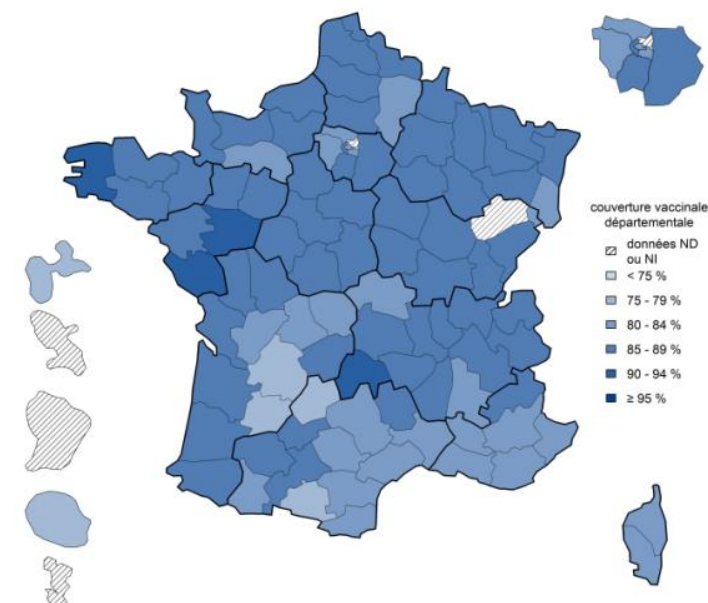 couverture vaccinale
départementale
données ND
ou NI
< 75 %
75 - 79 %
80 - 84 %
85 - 89 %
90 - 94 %
≥ 95 %